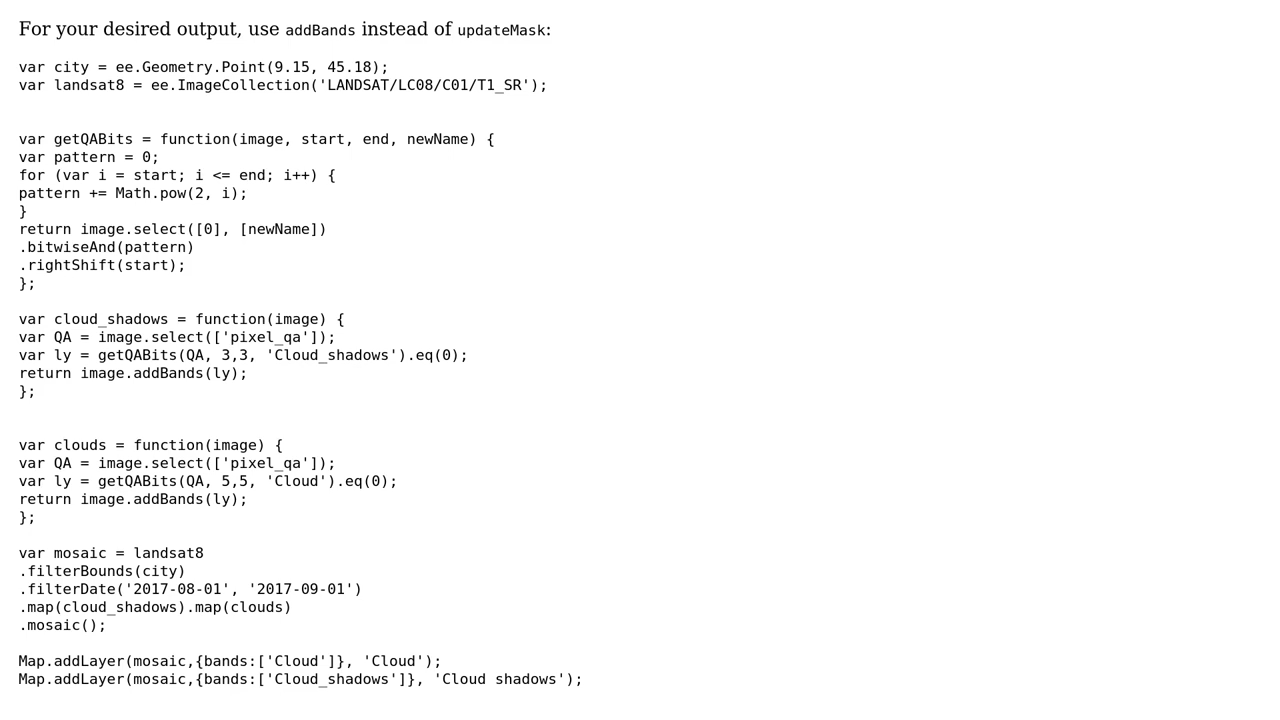 For your desired output, use addBands instead of updateMask:
var city = ee.Geometry.Point(9.15, 45.18);
var landsat8 = ee.ImageCollection('LANDSAT/LC08/C01/T1_SR');
var getQABits = function(image, start, end, newName) {
var pattern = 0;
for (var i = start; i <= end; i++) {
pattern += Math.pow(2, i);
}
return image.select([0], [newName])
.bitwiseAnd(pattern)
.rightShift(start);
};
var cloud_shadows = function(image) {
var QA = image.select(['pixel_qa']);
var ly = getQABits(QA, 3,3, 'Cloud_shadows').eq(0);
return image.addBands(ly);
};
var clouds = function(image) {
var QA = image.select(['pixel_qa']);
var ly = getQABits(QA, 5,5, 'Cloud').eq(0);
return image.addBands(ly);
};
var mosaic = landsat8
.filterBounds(city)
.filterDate('2017-08-01', '2017-09-01')
.map(cloud_shadows).map(clouds)
.mosaic();
Map.addLayer(mosaic,{bands:['Cloud']}, 'Cloud');
Map.addLayer(mosaic,{bands:['Cloud_shadows']}, 'Cloud shadows');